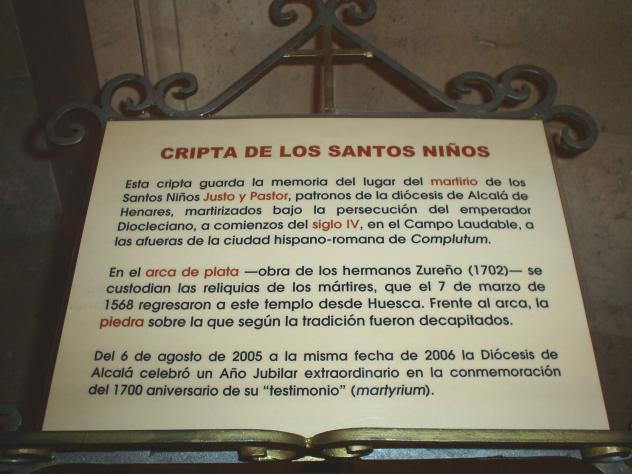 CRIPTA DE LOS SANTOS NIÑOS
Esta cripta guarda la memoria del lugar del martirio de los
Santos Niños Justo y Pastor, patronos de la diócesis de Alcalá de
Henares, martirizados bajo la persecución del emperador
Diocleciano, a comienzos del siglo IV, en el Campo Laudable, a
las afueras de la ciudad hispano-romana de Complutum.
En el arca de plata —obra de los hermanos Zureño (1702)— se
custodian las reliquias de los mártires, que el 7 de marzo de
1568 regresaron a este templo desde Huesca. Frente al arca, la
piedra sobre la que según la tradición fueron decapitados.
Del 6 de agosto de 2005 a la misma fecha de 2006 la Diócesis de
Alcalá celebró un Año Jubilar extraordinario en la conmemoración
del 1700 aniversario de su “testimonio” (martyrium).